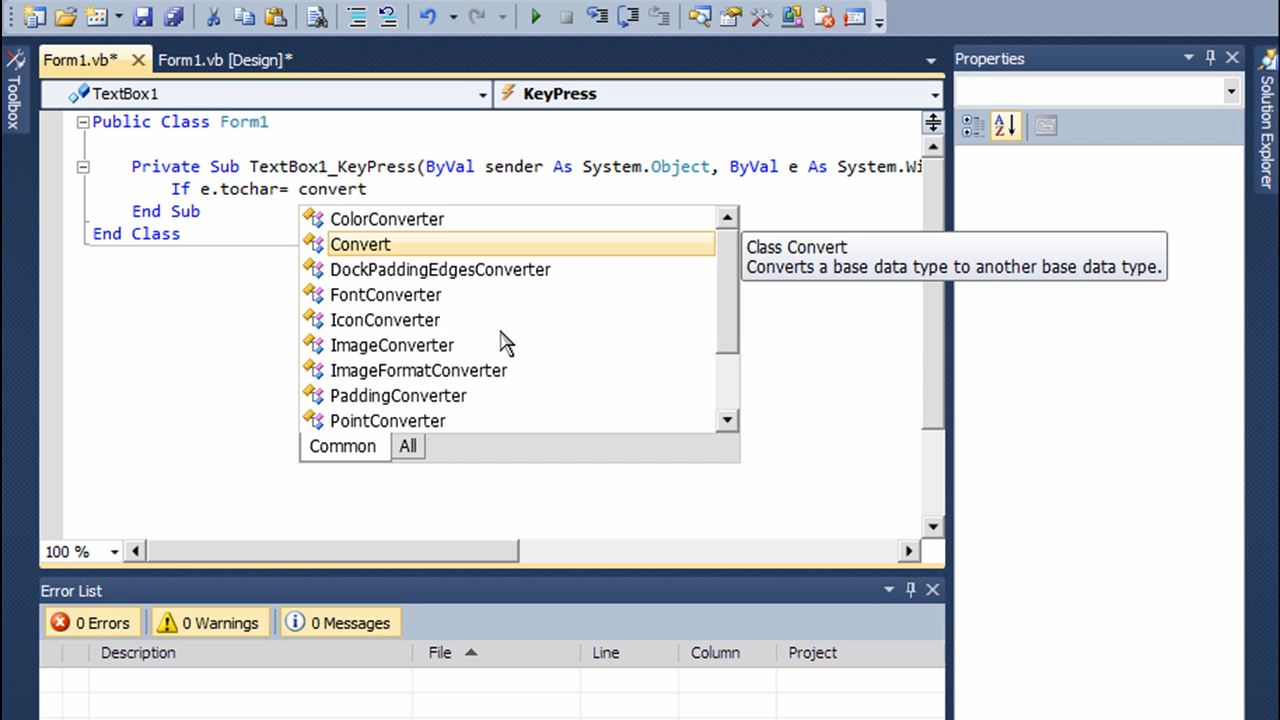 Form1.vb*
Form1.vb [Design]*
Properties
Toolbox
Solution Explorer
TextBox1
KeyPress
A
Z
Public Class Form1
Private Sub TextBox1_KeyPress(ByVal sender As System.Object, ByVal e As System.Wi
If e.tochar= convert
End Sub
End Class
ColorConverter
Convert
DockPaddingEdgesConverter
FontConverter
IconConverter
ImageConverter
ImageFormatConverter
PaddingConverter
PointConverter
Common
All
Class Convert
Converts a base data type to another base data type.
100 %
Error List
0 Errors
0 Warnings
0 Messages
Description
File
Line
Column
Project